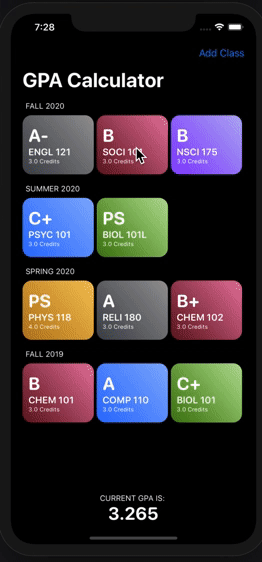 7:28
Add Class
GPA Calculator
FALL 2020
A-
ENGL 121
3.0 Credits
B
SOCI 101
3.0 Credits
B
NSCI 175
3.0 Credits
SUMMER 2020
C+
PSYC 101
3.0 Credits
PS
BIOL 101L
3.0 Credits
SPRING 2020
PS
PHYS 118
4.0 Credits
A
RELI 180
3.0 Credits
B+
CHEM 102
3.0 Credits
FALL 2019
B
CHEM 101
3.0 Credits
A
COMP 110
3.0 Credits
C+
BIOL 101
3.0 Credits
CURRENT GPA IS:
3.265